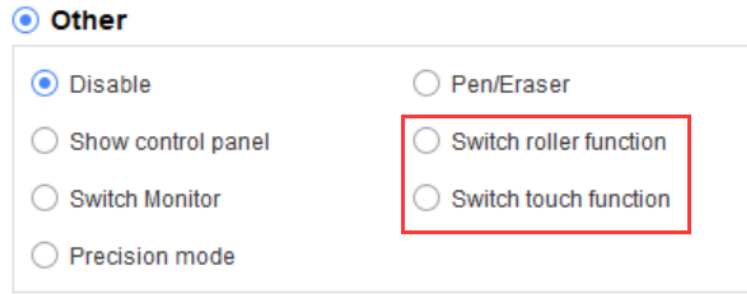 Other
Disable
Pen/Eraser
Show control panel
Switch roller function
Switch Monitor
Switch touch function
Precision mode